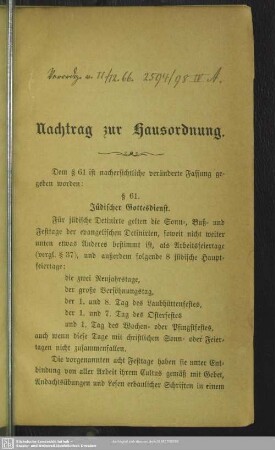 Nachtrag zur Hausordnung.
Dem § 61 ist nachersichtliche veränderte Fassung ge-
geben worden:
§ 61.
Jüdischer Gottesdienst.
Für jüdische Detinirte gelten die Sonn-, Buß- und
Festtage der evangelischen Detinirten, soweit nicht weiter
unten etwas Anderes bestimmt ist, als Arbeitsfeiertage
(vergl. § 37), und außerdem folgende 8 jüdische Haupt-
feiertage:
die zwei Neujahrstage,
der große Versöhnungstag,
der 1. und 8. Tag des Laubhüttenfestes,
der 1. und 7. Tag des Osterfestes
und 1. Tag des Wochen- oder Pfingstfestes,
auch wenn diese Tage mit christlichen Sonn- oder Feier-
tagen nicht zusammenfallen.
Die vorgenannten acht Festtage haben sie unter Ent-
bindung von aller Arbeit ihrem Cultus gemäß mit Gebet,
Andachtsübungen und Lesen erbaulicher Schriften in einem